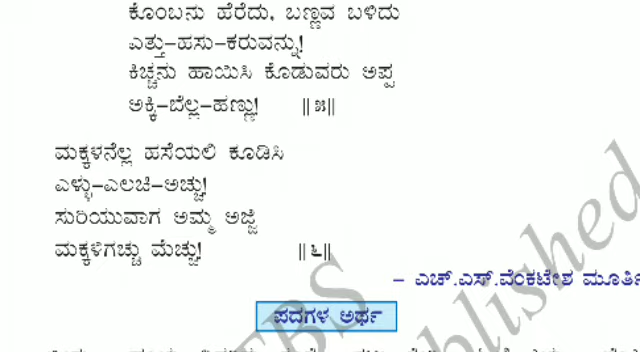 ಕೊಂಬನು ಹೆರೆದು, ಬಣ್ಣವ ಬಳಿದು
ಎತ್ತು–ಹಸು–ಕರುವನ್ನು!
ಕಿಚ್ಚನು ಹಾಯಿಸಿ ಕೊಡುವರು ಅಪ್ಪ
ಅಕ್ಕಿ–ಬೆಲ್ಲ–ಹಣ್ಣು! ||೫||
ಮಕ್ಕಳನೆಲ್ಲ ಹಸೆಯಲಿ ಕೂಡಿಸಿ
ಎಳ್ಳು–ಎಲಚಿ–ಅಚ್ಚು!
ಸುರಿಯುವಾಗ ಅಮ್ಮ ಅಜ್ಜಿ
ಮಕ್ಕಳಿಗಚ್ಚು ಮೆಚ್ಚು! ||೬||
– ಎಚ್.ಎಸ್.ವೆಂಕಟೇಶ
ಪದಗಳ ಅರ್ಥ